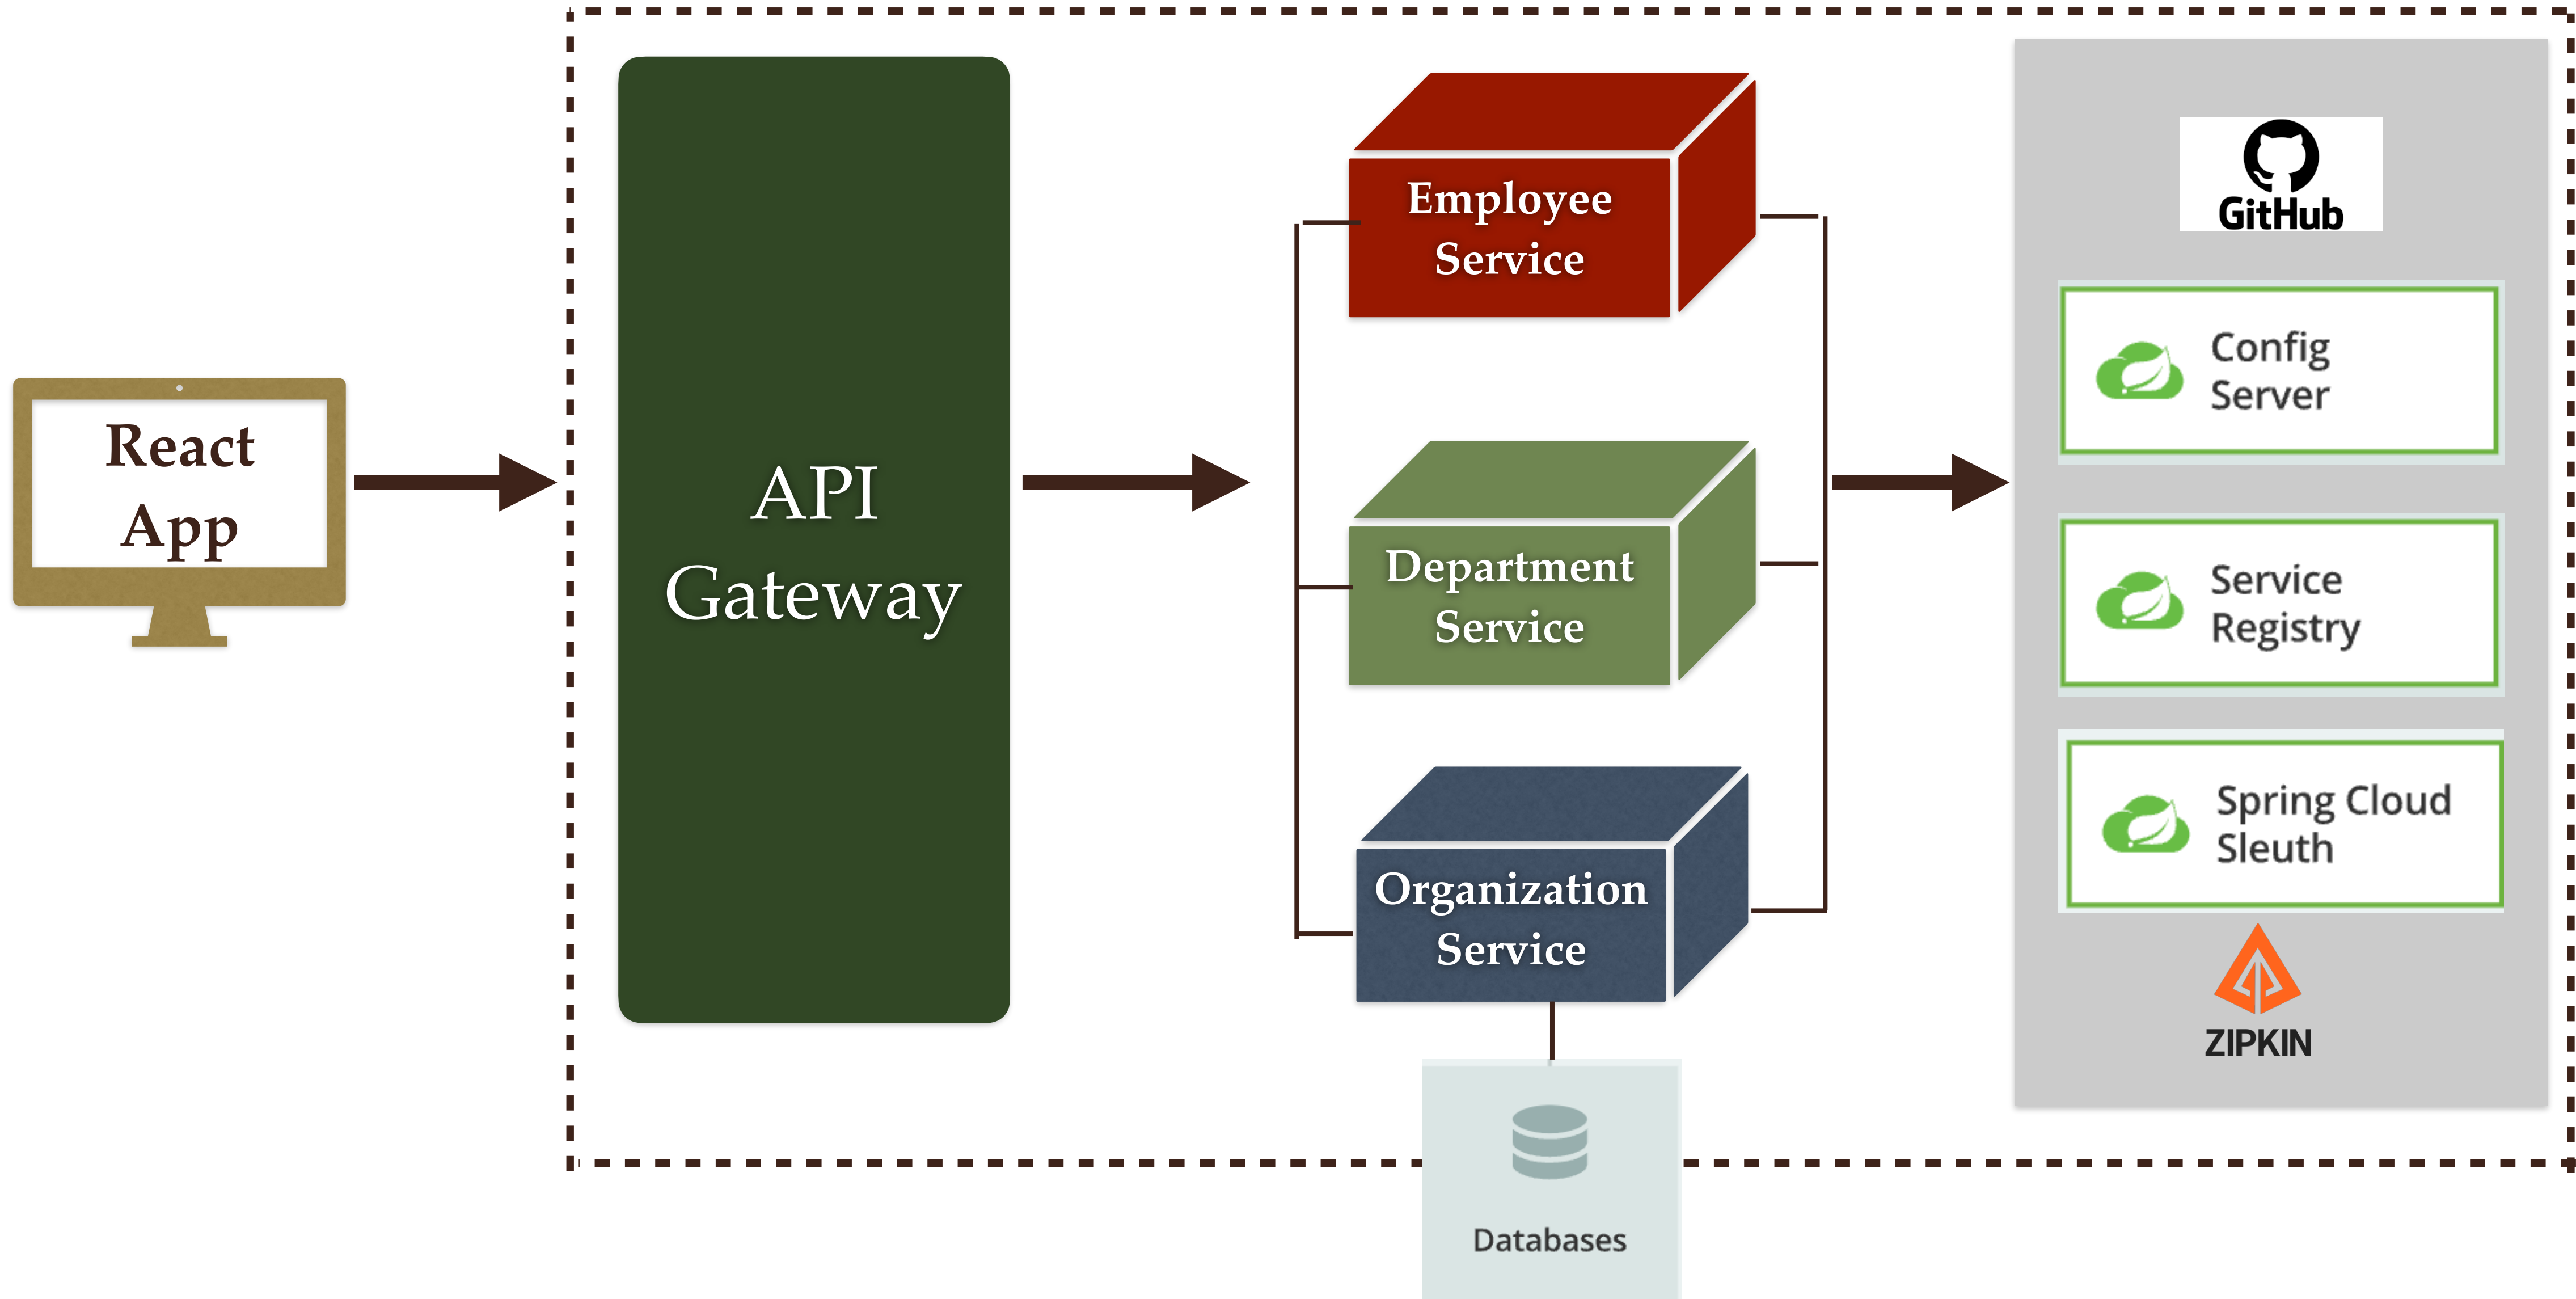 React
App
API
Gateway
Employee
Service
Department
Service
Organization
Service
Databases
GitHub
Config
Server
Service
Registry
Spring Cloud
Sleuth
ZIPKIN